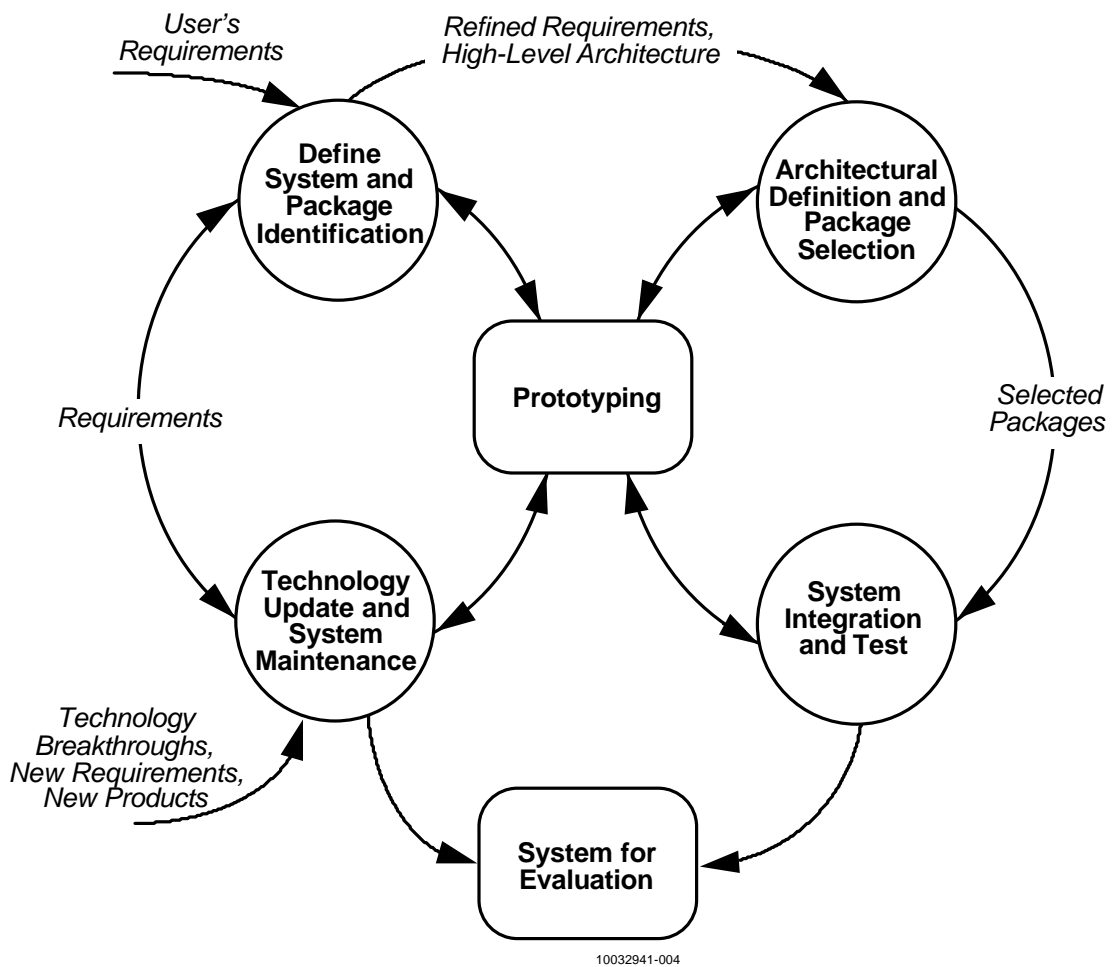 User's
Requirements
Refined Requirements,
High-Level Architecture
Define
System and
Package
Identification
Architectural
Definition and
Package
Selection
Prototyping
Requirements
Selected
Packages
Technology
Update and
System
Maintenance
System
Integration
and Test
Technology
Breakthroughs,
New Requirements,
New Products
System for
Evaluation
10032941-004